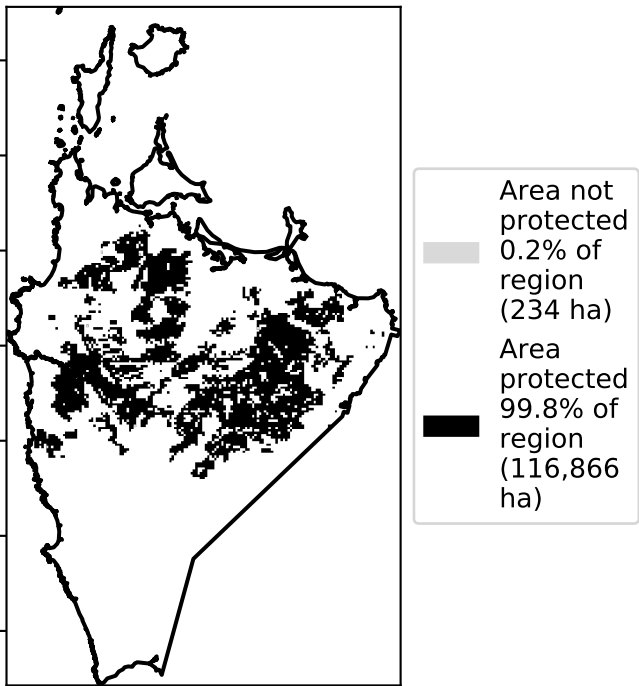 Area not
protected
0.2% of
region
(234 ha)
Area
protected
99.8% of
region
(116,866
ha)